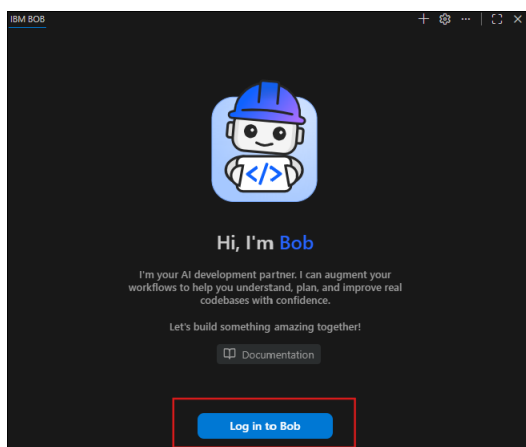 IBM BOB
</>
Hi, I'm Bob
I'm your AI development partner. I can augment your
workflows to help you understand, plan, and improve real
codebases with confidence.
Let's build something amazing together!
Documentation
Log in to Bob